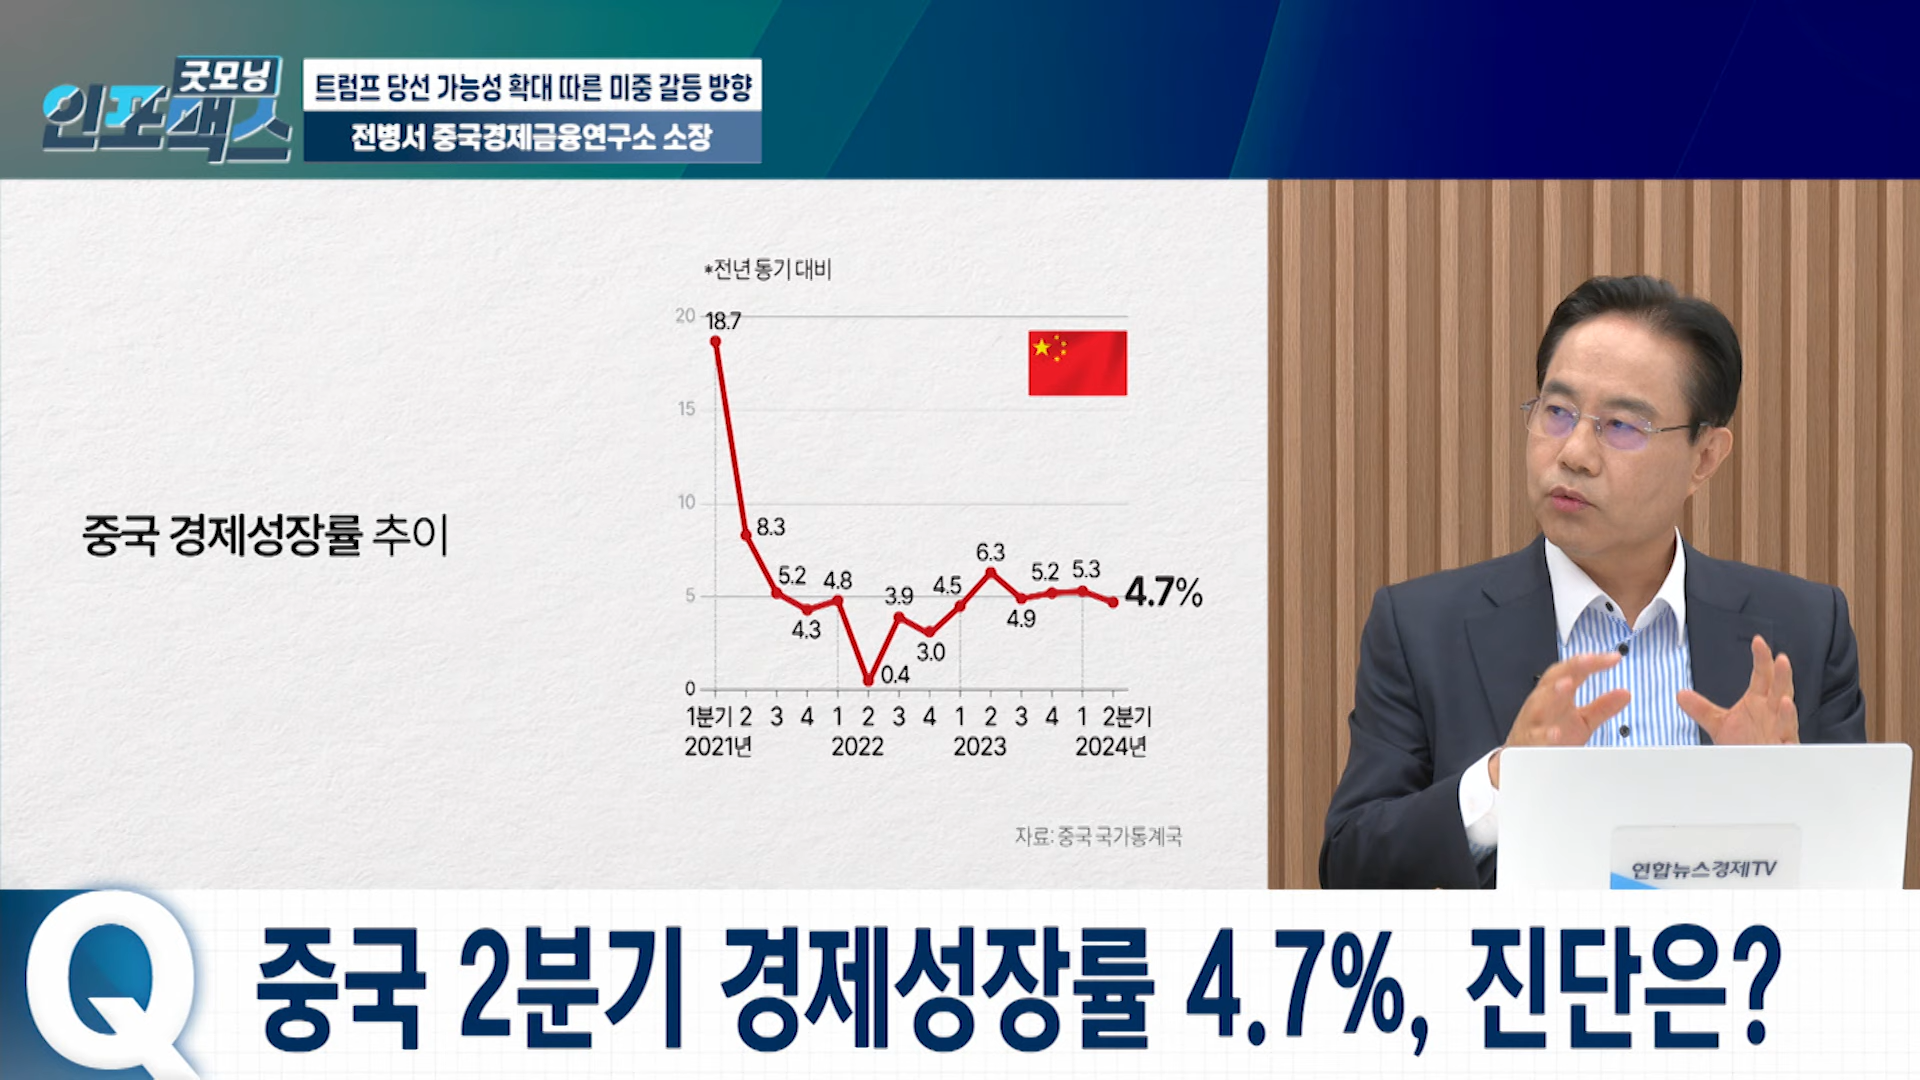 굿모닝
인포맥스
트럼프 당선 가능성 확대 따른 미중 갈등 방향
전병서 중국경제금융연구소 소장
중국 경제성장률 추이
*전년 동기 대비
20
15
10
5
0
18.7
8.3
5.2
4.3
4.8
0.4
3.9
3.0
4.5
6.3
4.9
5.2
5.3
4.7%
1분기 2 3 4 1 2 3 4 1 2 3 4 1 2분기
2021년 2022 2023 2024년
자료: 중국 국가통계국
연합뉴스경제TV
Q 중국 2분기 경제성장률 4.7%, 진단은?